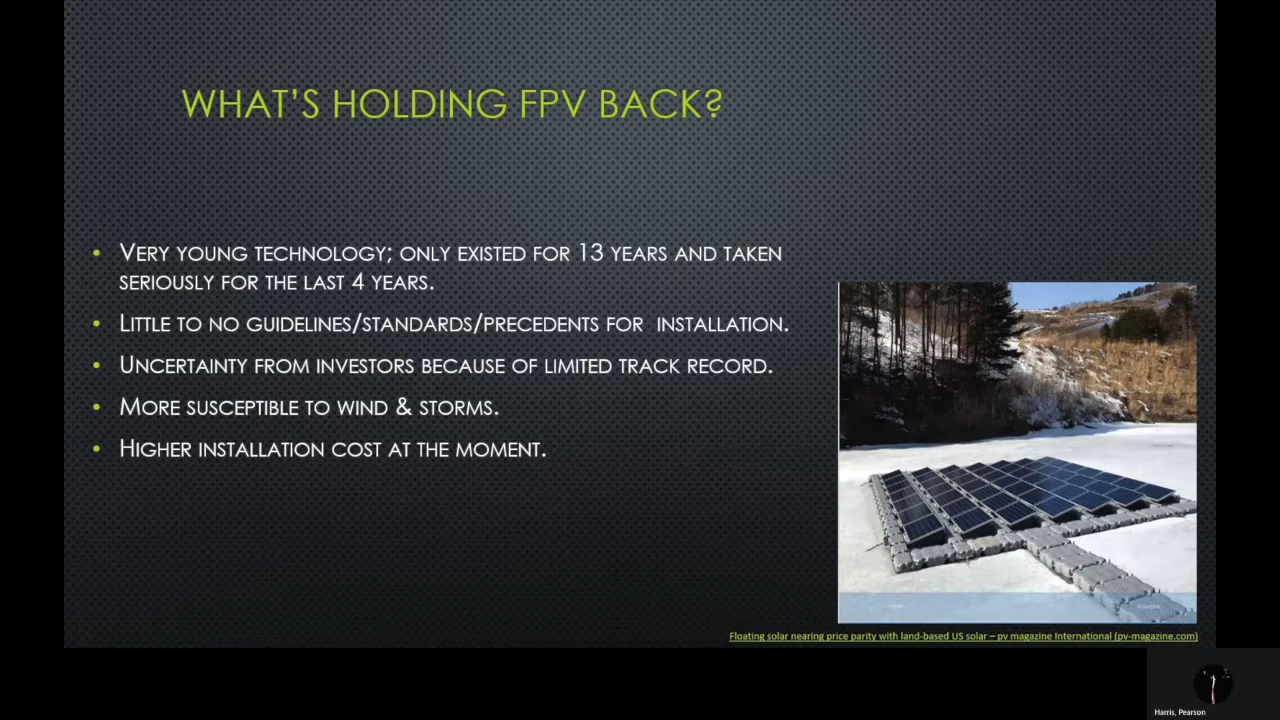 WHAT'S HOLDING FPV BACK?
• VERY YOUNG TECHNOLOGY; ONLY EXISTED FOR 13 YEARS AND TAKEN
SERIOUSLY FOR THE LAST 4 YEARS.
• LITTLE TO NO GUIDELINES/STANDARDS/PRECEDENTS FOR INSTALLATION.
• UNCERTAINTY FROM INVESTORS BECAUSE OF LIMITED TRACK RECORD.
• MORE SUSCEPTIBLE TO WIND & STORMS.
• HIGHER INSTALLATION COST AT THE MOMENT.
Floating solar nearing price parity with land-based US solar – pv magazine International (pv-magazine.com)
Harris, Pearson